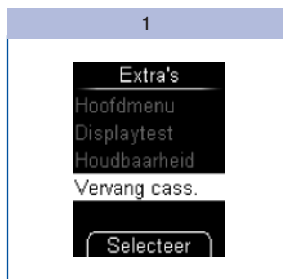 1
Extra's
Hoofdmenu
Displaytest
Houdbaarheid
Vervang cass.
Selecteer